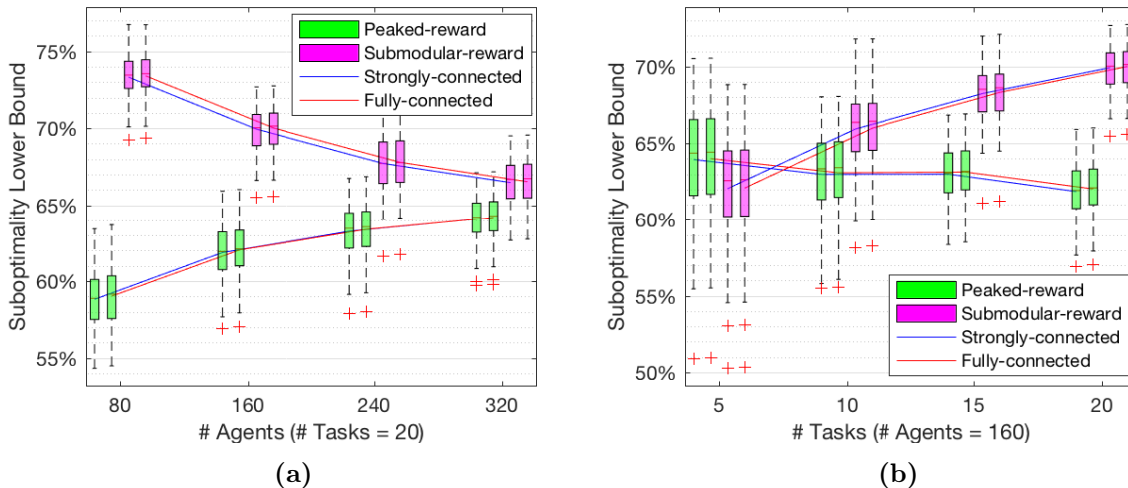 Suboptimality Lower Bound
75%
70%
65%
60%
55%
80
160
240
320
# Agents (# Tasks = 20)
Peaked-reward
Submodular-reward
Strongly-connected
Fully-connected
(a)
Suboptimality Lower Bound
70%
65%
60%
55%
50%
5
10
15
20
# Tasks (# Agents = 160)
Peaked-reward
Submodular-reward
Strongly-connected
Fully-connected
(b)